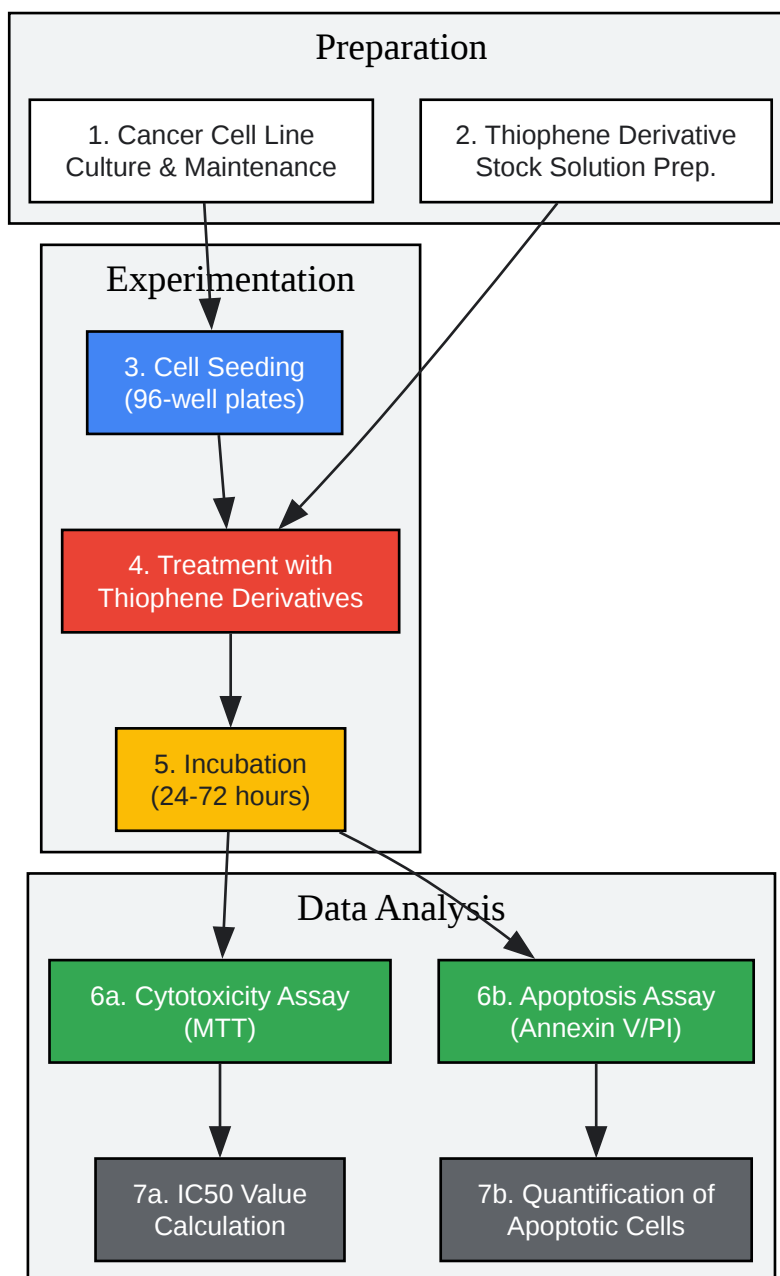 Preparation
1. Cancer Cell Line
Culture & Maintenance
2. Thiophene Derivative
Stock Solution Prep.
Experimentation
3. Cell Seeding
(96-well plates)
4. Treatment with
Thiophene Derivatives
5. Incubation
(24-72 hours)
Data Analysis
6a. Cytotoxicity Assay
(MTT)
6b. Apoptosis Assay
(Annexin V/PI)
7a. IC50 Value
Calculation
7b. Quantification of
Apoptotic Cells